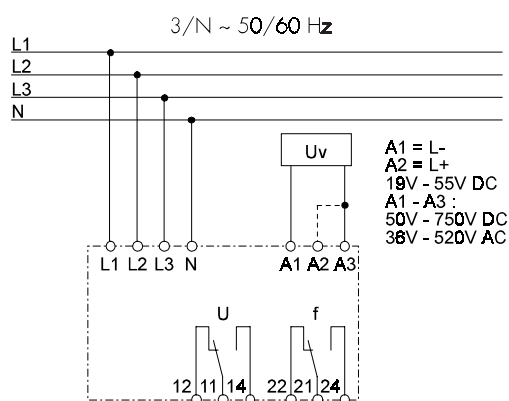 3/N ~ 50/60 Hz
L1
L2
L3
N
Uv
A1 = L-
A2 = L+
19V - 55V DC
A1 - A3 :
50V - 750V DC
36V - 520V AC
L1 L2 L3 N A1 A2 A3
U f
12 11 14 22 21 24